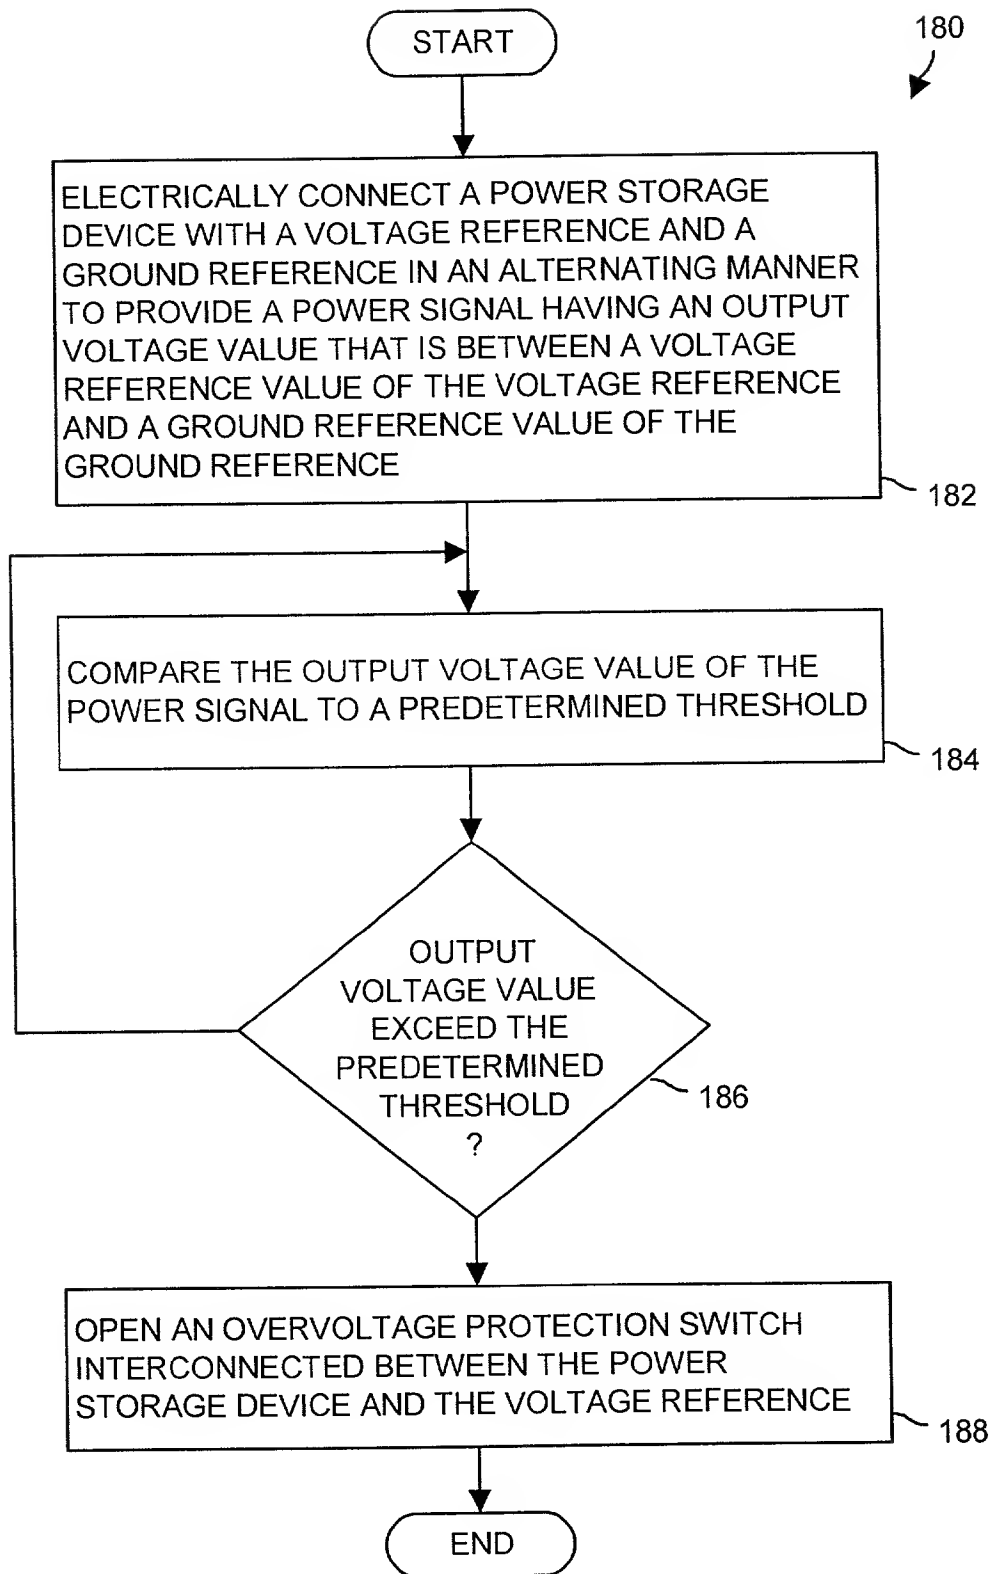 START
180
ELECTRICALLY CONNECT A POWER STORAGE
DEVICE WITH A VOLTAGE REFERENCE AND A
GROUND REFERENCE IN AN ALTERNATING MANNER
TO PROVIDE A POWER SIGNAL HAVING AN OUTPUT
VOLTAGE VALUE THAT IS BETWEEN A VOLTAGE
REFERENCE VALUE OF THE VOLTAGE REFERENCE
AND A GROUND REFERENCE VALUE OF THE
GROUND REFERENCE
182
COMPARE THE OUTPUT VOLTAGE VALUE OF THE
POWER SIGNAL TO A PREDETERMINED THRESHOLD
184
OUTPUT
VOLTAGE VALUE
EXCEED THE
PREDETERMINED
THRESHOLD
?
186
OPEN AN OVERVOLTAGE PROTECTION SWITCH
INTERCONNECTED BETWEEN THE POWER
STORAGE DEVICE AND THE VOLTAGE REFERENCE
188
END